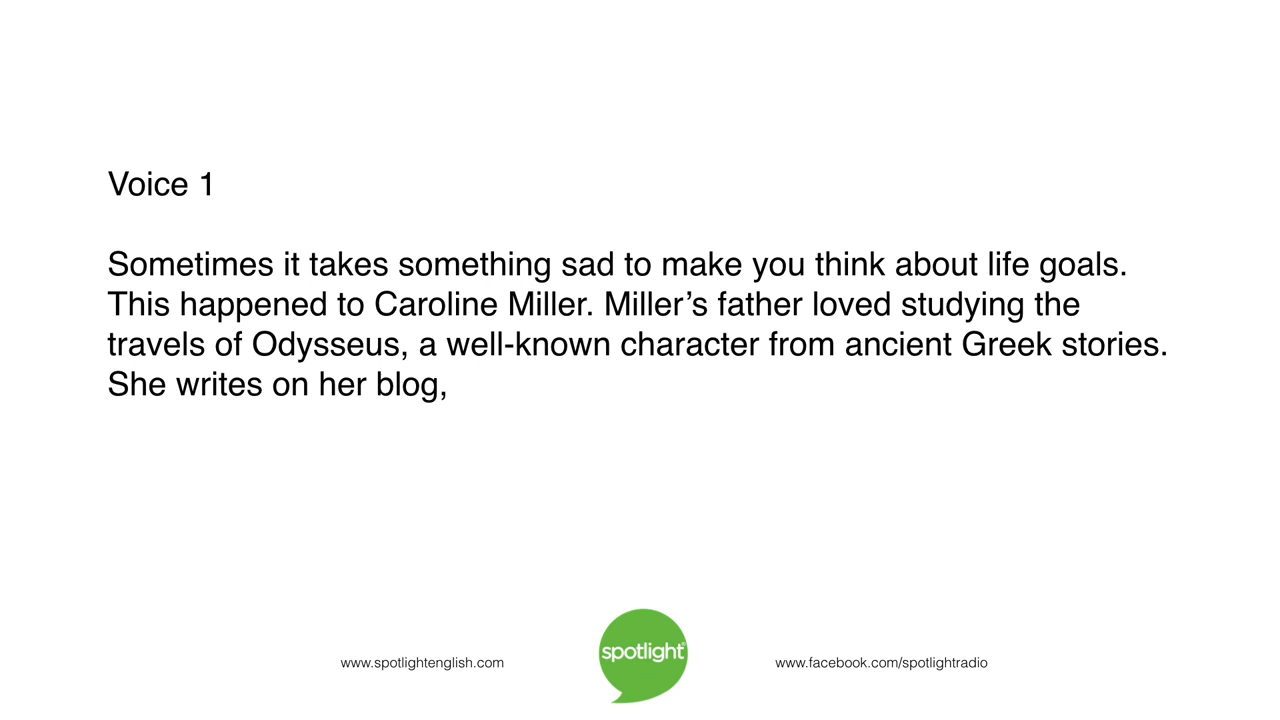 Voice 1
Sometimes it takes something sad to make you think about life goals.
This happened to Caroline Miller. Miller’s father loved studying the
travels of Odysseus, a well-known character from ancient Greek stories.
She writes on her blog,
www.spotlightenglish.com
spotlight®
www.facebook.com/spotlightradio